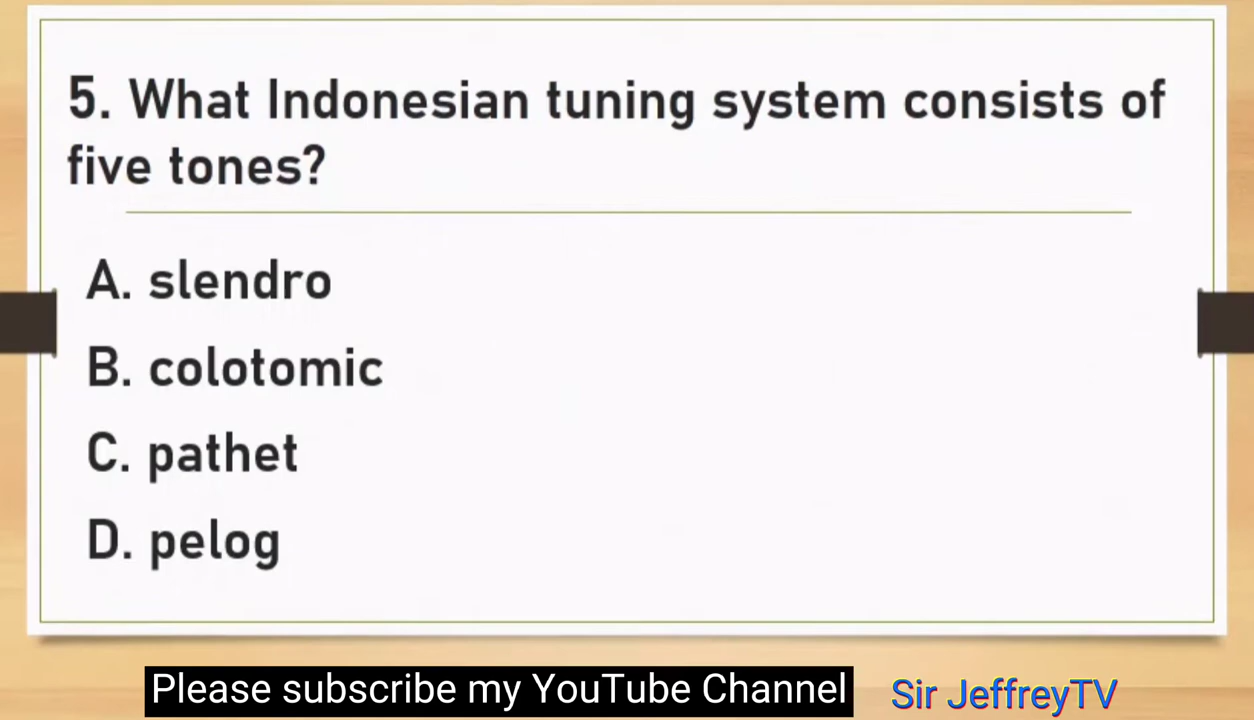 5. What Indonesian tuning system consists of
five tones?
A. slendro
B. colotomic
C. pathet
D. pelog
Please subscribe my YouTube Channel
Sir JeffreyTV